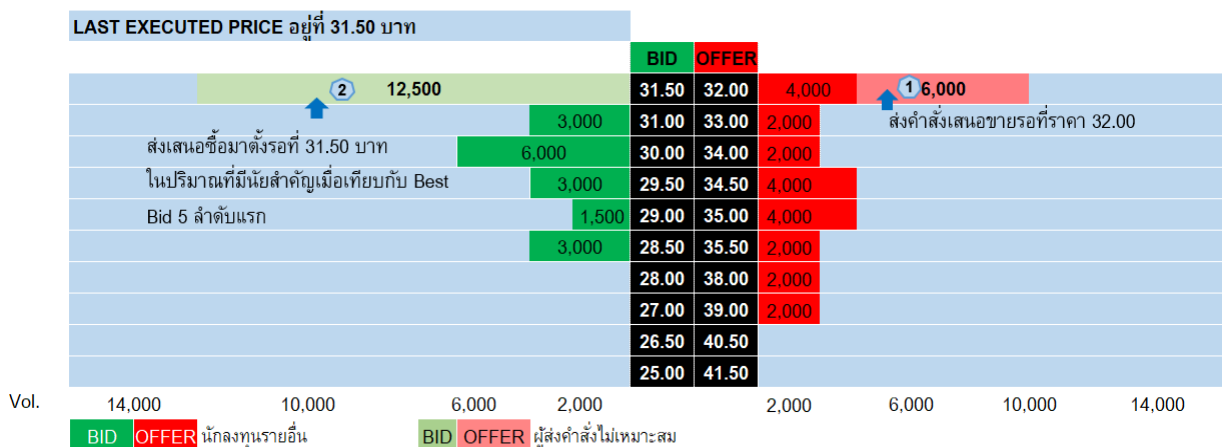 LAST EXECUTED PRICE อยู่ที่ 31.50 บาท
BID OFFER
2 12,500 31.50 32.00 4,000 1 6,000
3,000 31.00 33.00 2,000 ส่งคำสั่งเสนอขายรอที่ราคา 32.00
ส่งเสนอซื้อมาตั้งรอที่ 31.50 บาท 6,000 30.00 34.00 2,000
ในปริมาณที่มีนัยสำคัญเมื่อเทียบกับ Best 3,000 29.50 34.50 4,000
Bid 5 ลำดับแรก 1,500 29.00 35.00 4,000
3,000 28.50 35.50 2,000
28.00 38.00 2,000
27.00 39.00 2,000
26.50 40.50
25.00 41.50
Vol. 14,000 10,000 6,000 2,000 2,000 6,000 10,000 14,000
BID OFFER นักลงทุนรายอื่น BID OFFER ผู้ส่งคำสั่งไม่เหมาะสม